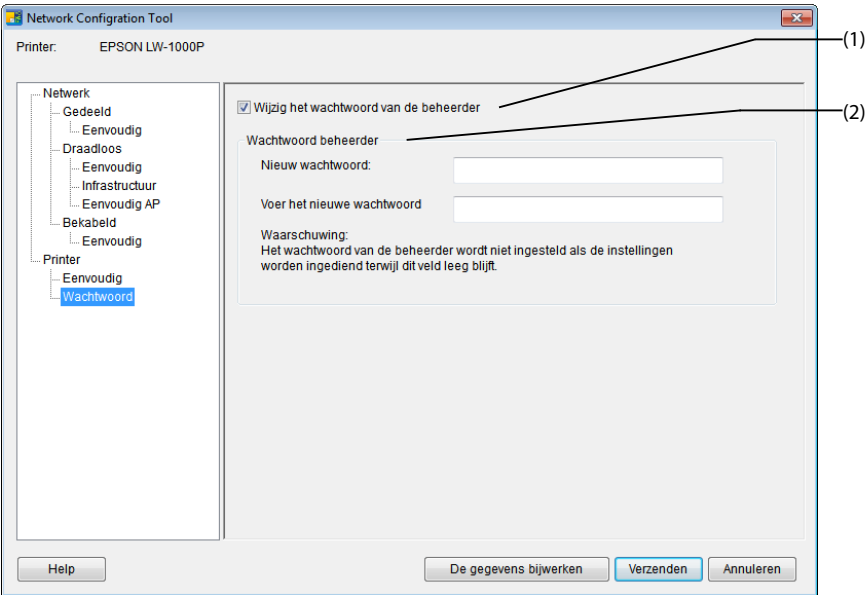 Network Configration Tool
Printer: EPSON LW-1000P
Netwerk
Gedeeld
Eenvoudig
Draadloos
Eenvoudig
Infrastructuur
Eenvoudig AP
Bekabeld
Eenvoudig
Printer
Eenvoudig
Wachtwoord
Wijzig het wachtwoord van de beheerder
(1)
Wachtwoord beheerder
(2)
Nieuw wachtwoord:
Voer het nieuwe wachtwoord
Waarschuwing:
Het wachtwoord van de beheerder wordt niet ingesteld als de instellingen
worden ingediend terwijl dit veld leeg blijft.
Help
De gegevens bijwerken
Verzenden
Annuleren